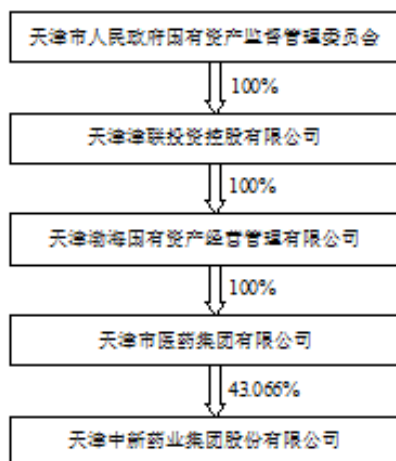 天津市人民政府国有资产监督管理委员会
100%
天津津联投资控股有限公司
100%
天津渤海国有资产经营管理有限公司
100%
天津市医药集团有限公司
43.066%
天津中新药业集团股份有限公司